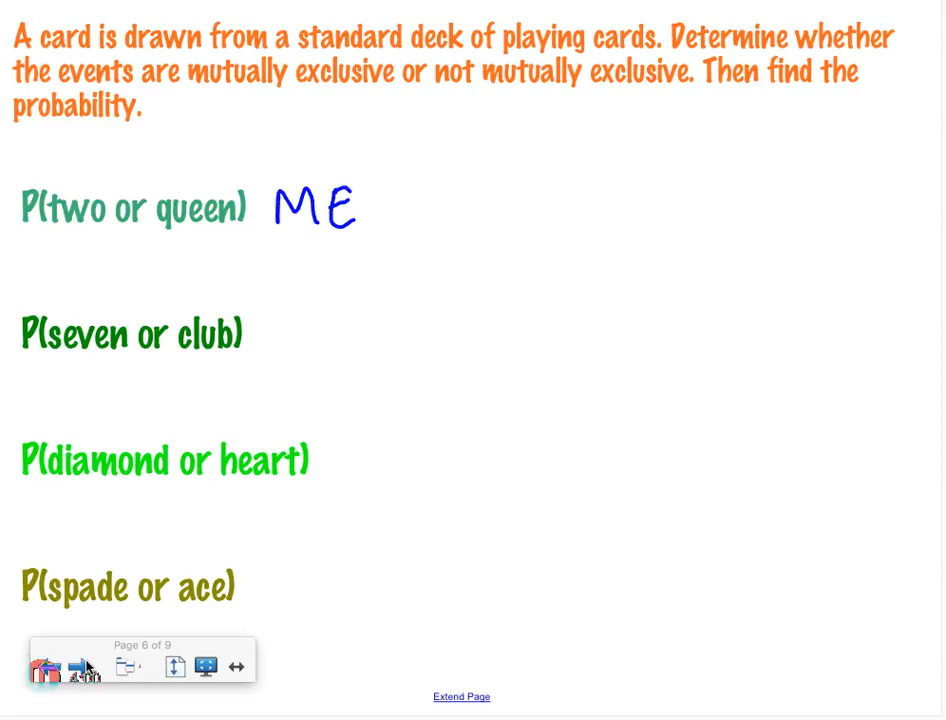 A card is drawn from a standard deck of playing cards. Determine whether
the events are mutually exclusive or not mutually exclusive. Then find the
probability.
P(two or queen) ME
P(seven or club)
P(diamond or heart)
P(spade or ace)
Page 6 of 9
Extend Page